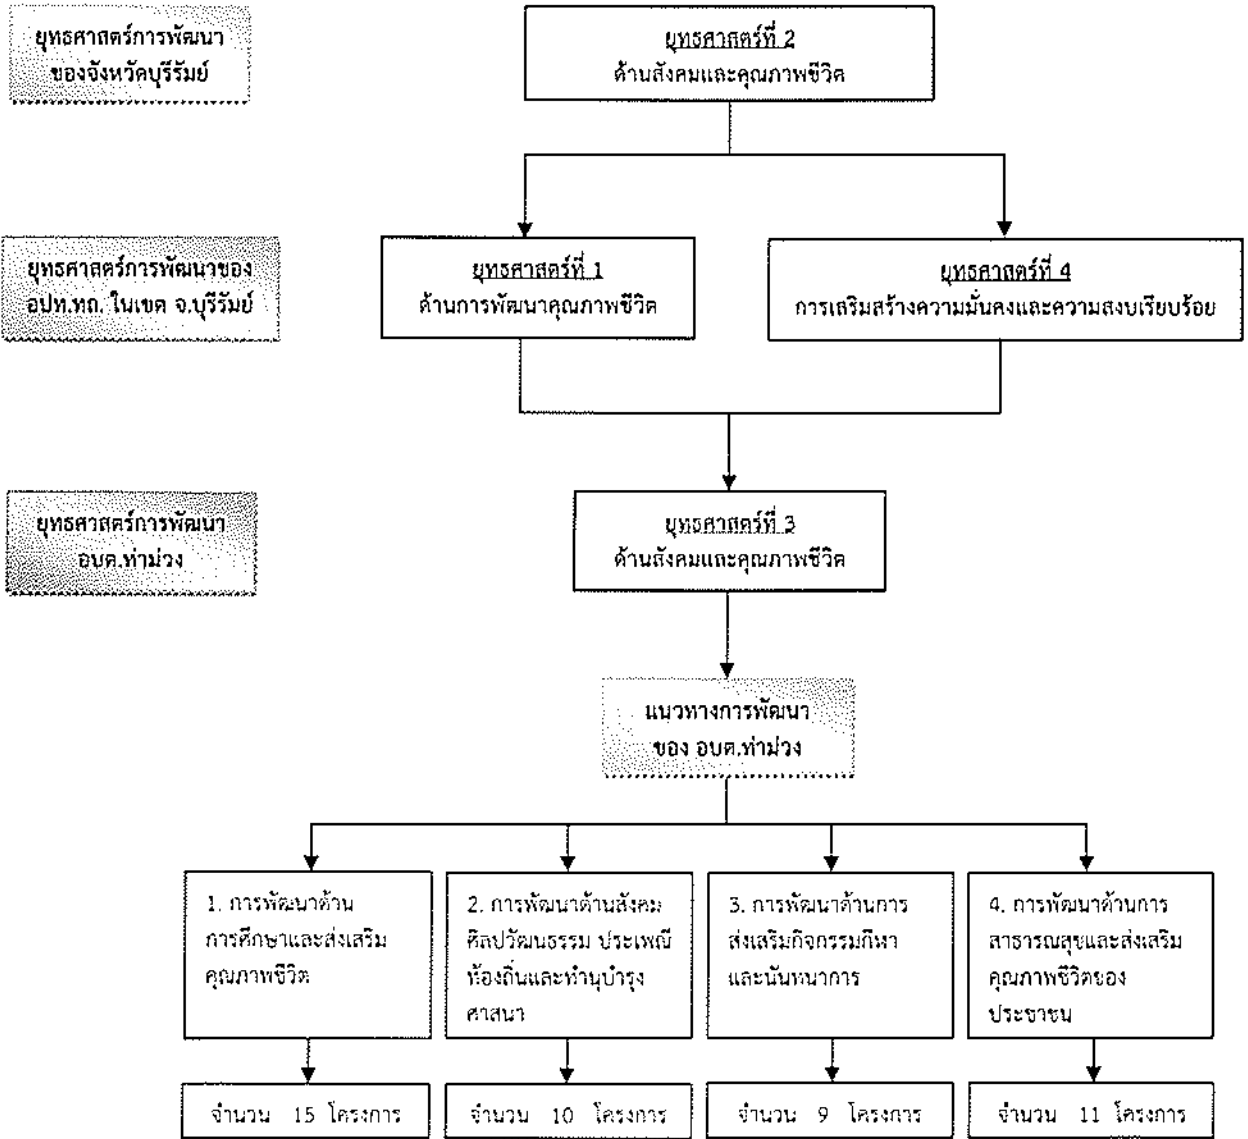 ยุทธศาสตร์การพัฒนา
ของจังหวัดบุรีรัมย์
ยุทธศาสตร์ที่ 2
ด้านสังคมและคุณภาพชีวิต
ยุทธศาสตร์การพัฒนาของ
อปท.ทถ. ในเขต จ.บุรีรัมย์
ยุทธศาสตร์ที่ 1
ด้านการพัฒนาคุณภาพชีวิต
ยุทธศาสตร์ที่ 4
การเสริมสร้างความมั่นคงและความสงบเรียบร้อย
ยุทธศาสตร์การพัฒนา
อบต.ท่าม่วง
ยุทธศาสตร์ที่ 3
ด้านสังคมและคุณภาพชีวิต
แนวทางการพัฒนา
ของ อบต.ท่าม่วง
1. การพัฒนาด้าน
การศึกษาและส่งเสริม
คุณภาพชีวิต
2. การพัฒนาด้านสังคม
ศิลปวัฒนธรรม ประเพณี
ท้องถิ่นและทำนุบำรุง
ศาสนา
3. การพัฒนาด้านการ
ส่งเสริมกิจกรรมกีฬา
และนันทนาการ
4. การพัฒนาด้านการ
สาธารณสุขและส่งเสริม
คุณภาพชีวิตของ
ประชาชน
จำนวน 15 โครงการ
จำนวน 10 โครงการ
จำนวน 9 โครงการ
จำนวน 11 โครงการ